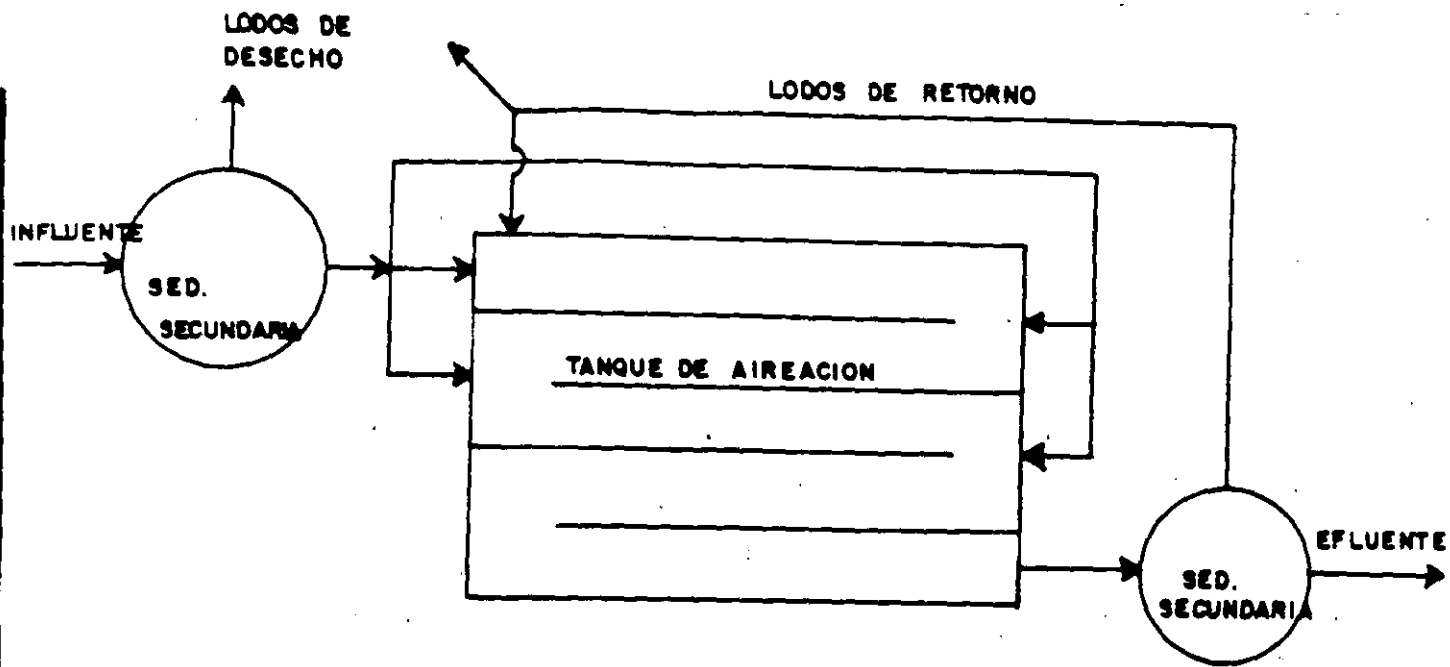 LODOS DE
DESECHO
LODOS DE RETORNO
INFLUENTE
SED.
SECUNDARIA
TANQUE DE AIREACION
EFLUENTE
SED.
SECUNDARIA